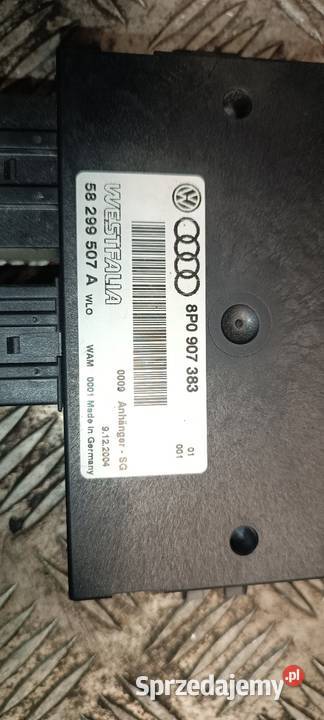 8P0 907 383
01
001
0009 Anhänger - SG
9.12.2004
WESTFALIA
58 299 507 A WLO WAM 0001 Made in Germany
Sprzedajemy.pl